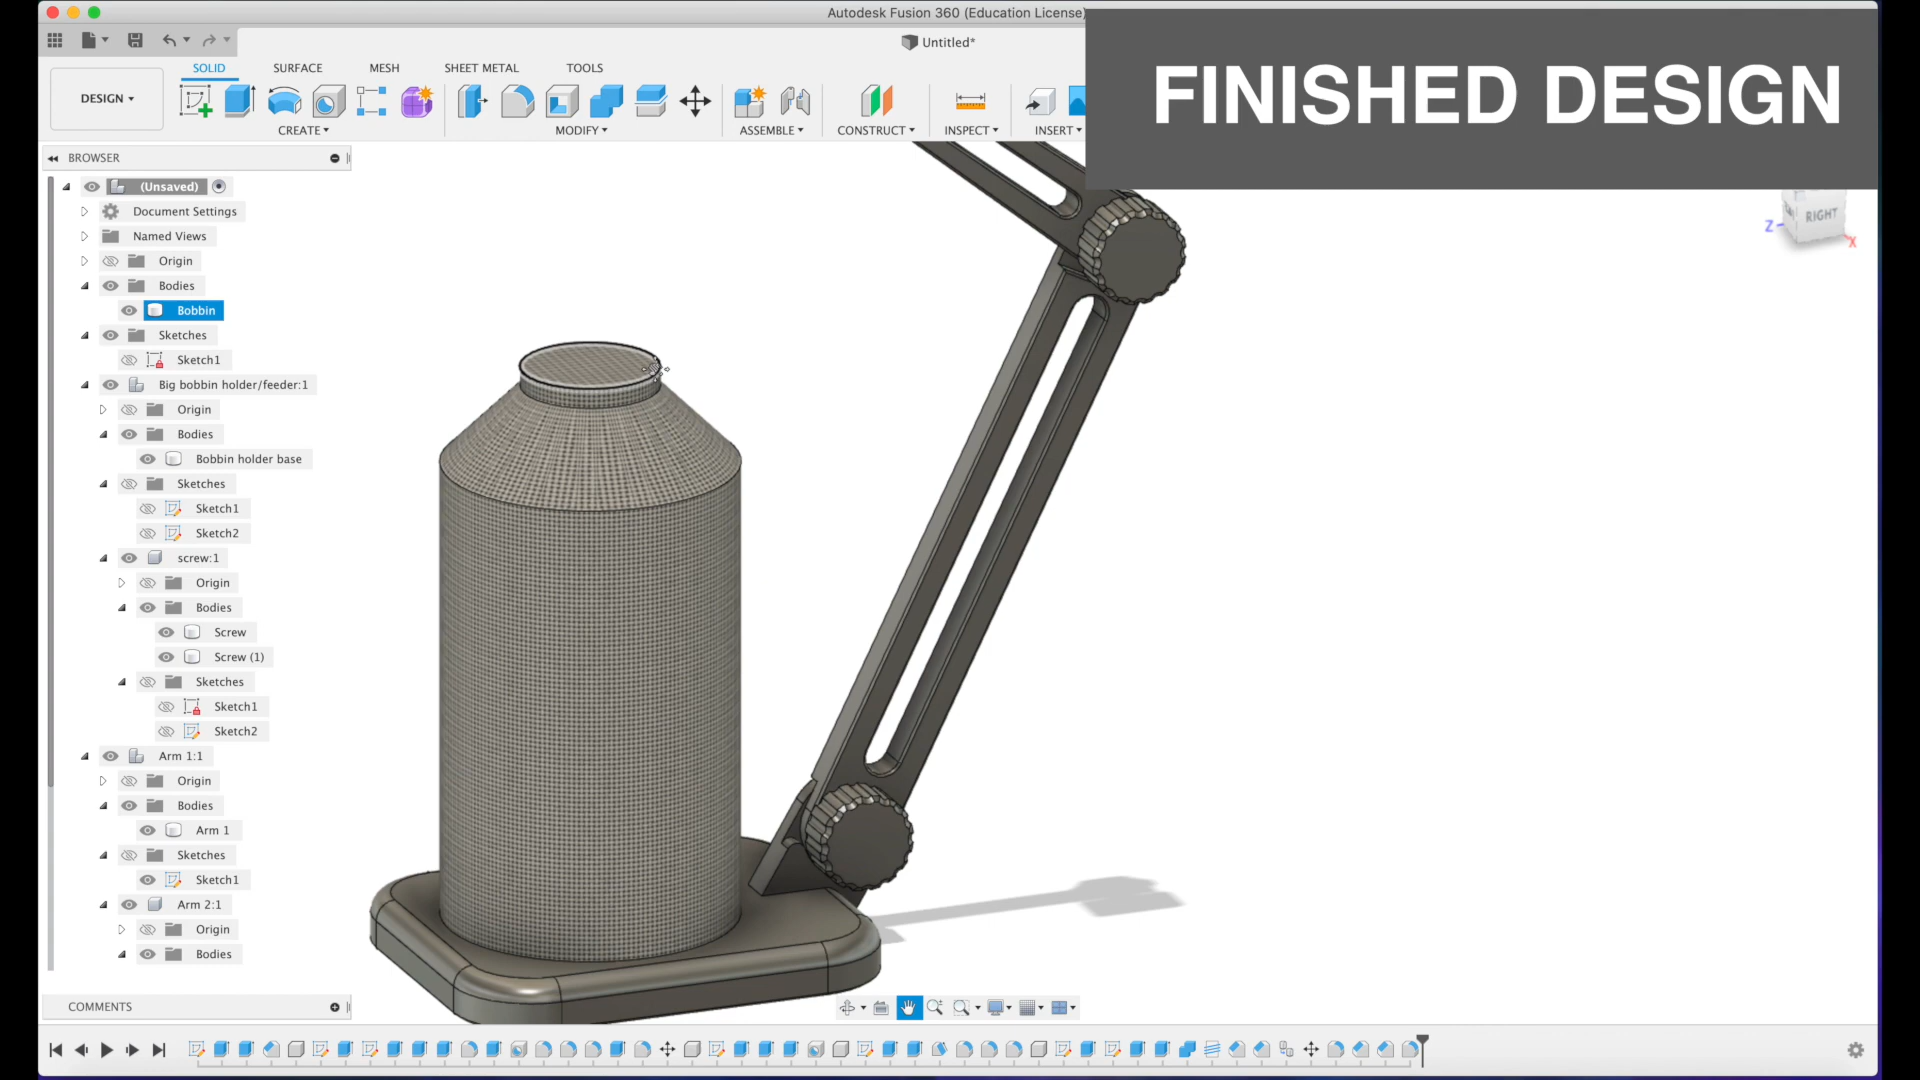 Autodesk Fusion 360 (Education License)
Untitled*
FINISHED DESIGN
SOLID
SURFACE
MESH
SHEET METAL
TOOLS
DESIGN
CREATE
MODIFY
ASSEMBLE
CONSTRUCT
INSPECT
INSERT
BROWSER
(Unsaved)
Document Settings
Named Views
Origin
Bodies
Bobbin
Sketches
Sketch1
Big bobbin holder/feeder:1
Origin
Bodies
Bobbin holder base
Sketches
Sketch1
Sketch2
screw:1
Origin
Bodies
Screw
Screw (1)
Sketches
Sketch1
Sketch2
Arm 1:1
Origin
Bodies
Arm 1
Sketches
Sketch1
Arm 2:1
Origin
Bodies
COMMENTS
RIGHT
Z
X